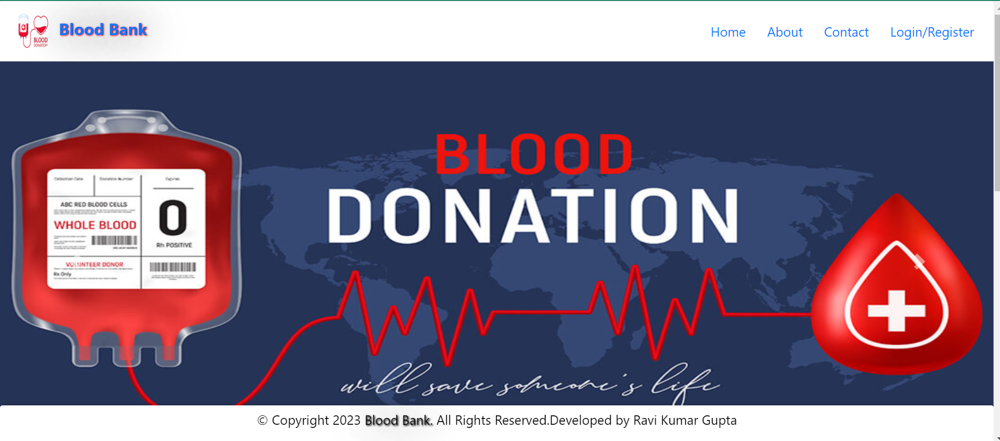 BLOOD
DONATION
Blood Bank
Home About Contact Login/Register
BLOOD
DONATION
Collection Date Donation Number Expires
ABC RED BLOOD CELLS
WHOLE BLOOD
O
Rh POSITIVE
VOLUNTEER DONOR
Rx Only
will save someone's life
© Copyright 2023 Blood Bank. All Rights Reserved.Developed by Ravi Kumar Gupta